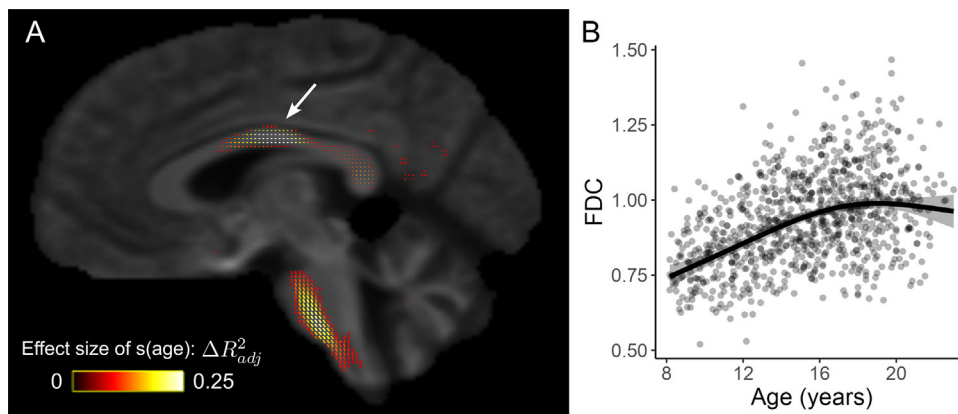 A
Effect size of s(age): ΔR²adj
0 0.25
B
1.50
1.25
1.00
0.75
0.50
FDC
8 12 16 20
Age (years)